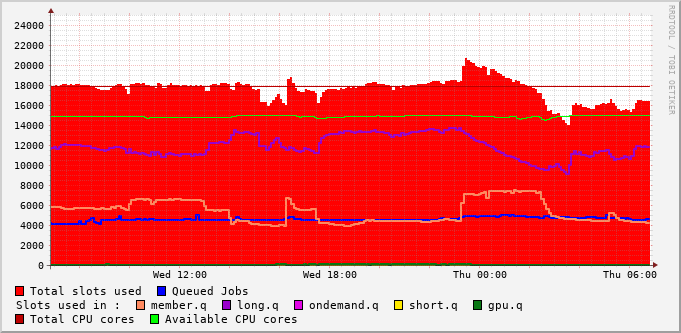 24000
22000
20000
18000
16000
14000
12000
10000
8000
6000
4000
2000
0
Wed 12:00 Wed 18:00 Thu 00:00 Thu 06:00
Total slots used Queued Jobs
Slots used in : member.q long.q ondemand.q short.q gpu.q
Total CPU cores Available CPU cores
RRDTOOL / TOBI OETIKER